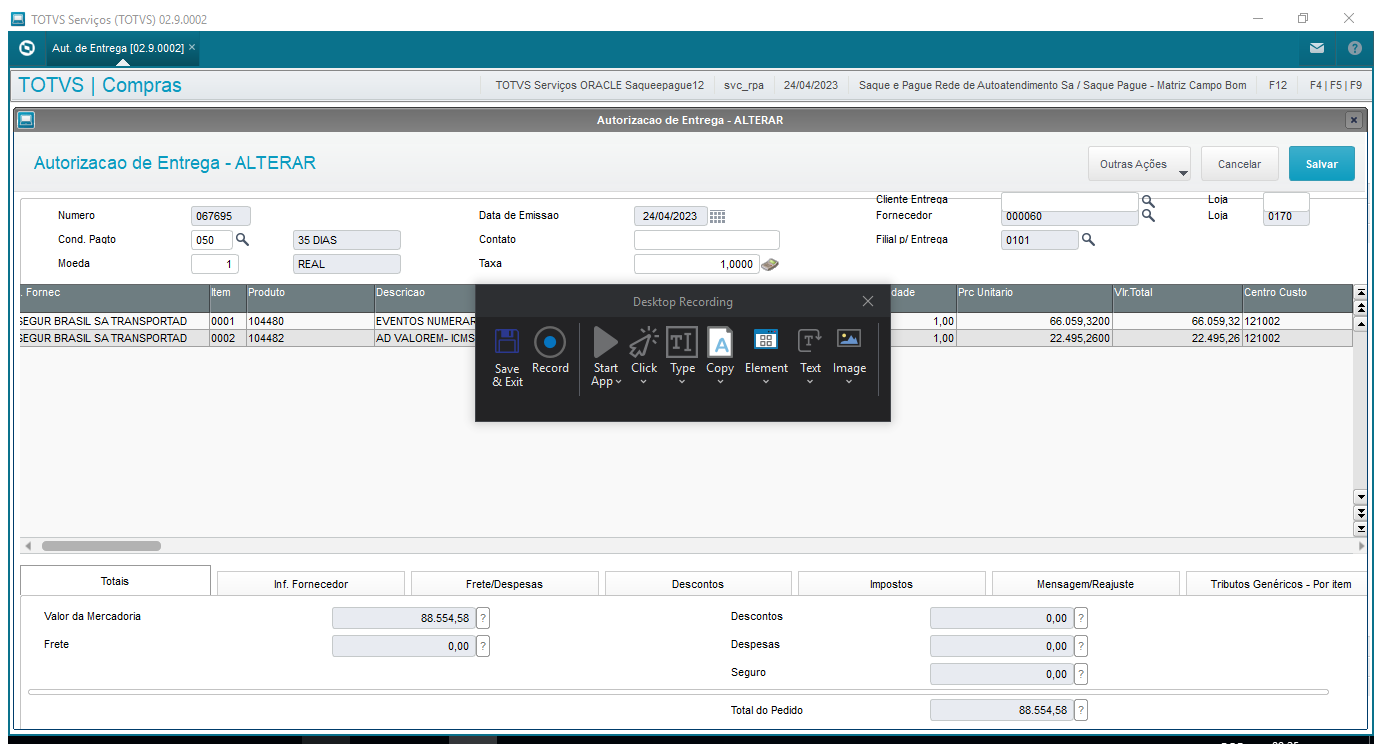 TOTVS Serviços (TOTVS) 02.9.0002
Aut. de Entrega [02.9.0002] ×
TOTVS | Compras
TOTVS Serviços ORACLE Saqueepague12
svc_rpa
24/04/2023
Saque e Pague Rede de Autoatendimento Sa / Saque Pague - Matriz Campo Bom
F12
F4 | F5 | F9
Autorizacao de Entrega - ALTERAR
Autorizacao de Entrega - ALTERAR
Outras Ações
Cancelar
Salvar
Cliente Entrega
Loja
Numero
067695
Data de Emissao
24/04/2023
Fornecedor
000060
Loja
0170
Cond. Pagto
050
35 DIAS
Contato
Filial p/ Entrega
0101
Moeda
1
REAL
Taxa
1,0000
. Fornec
Item
Produto
Descricao
dade
Prc Unitario
Vlr.Total
Centro Custo
SEGUR BRASIL SA TRANSPORTAD 0001 104480 EVENTOS NUMERAR 1,00 66.059,3200 66.059,32 121002
SEGUR BRASIL SA TRANSPORTAD 0002 104482 AD VALOREM- ICMS 1,00 22.495,2600 22.495,26 121002
Desktop Recording
Save & Exit
Record
Start App
Click
Type
Copy
Element
Text
Image
Totais
Inf. Fornecedor
Frete/Despesas
Descontos
Impostos
Mensagem/Reajuste
Tributos Genéricos - Por item
Valor da Mercadoria
88.554,58 ?
Descontos
0,00 ?
Frete
0,00 ?
Despesas
0,00 ?
Seguro
0,00 ?
Total do Pedido
88.554,58 ?